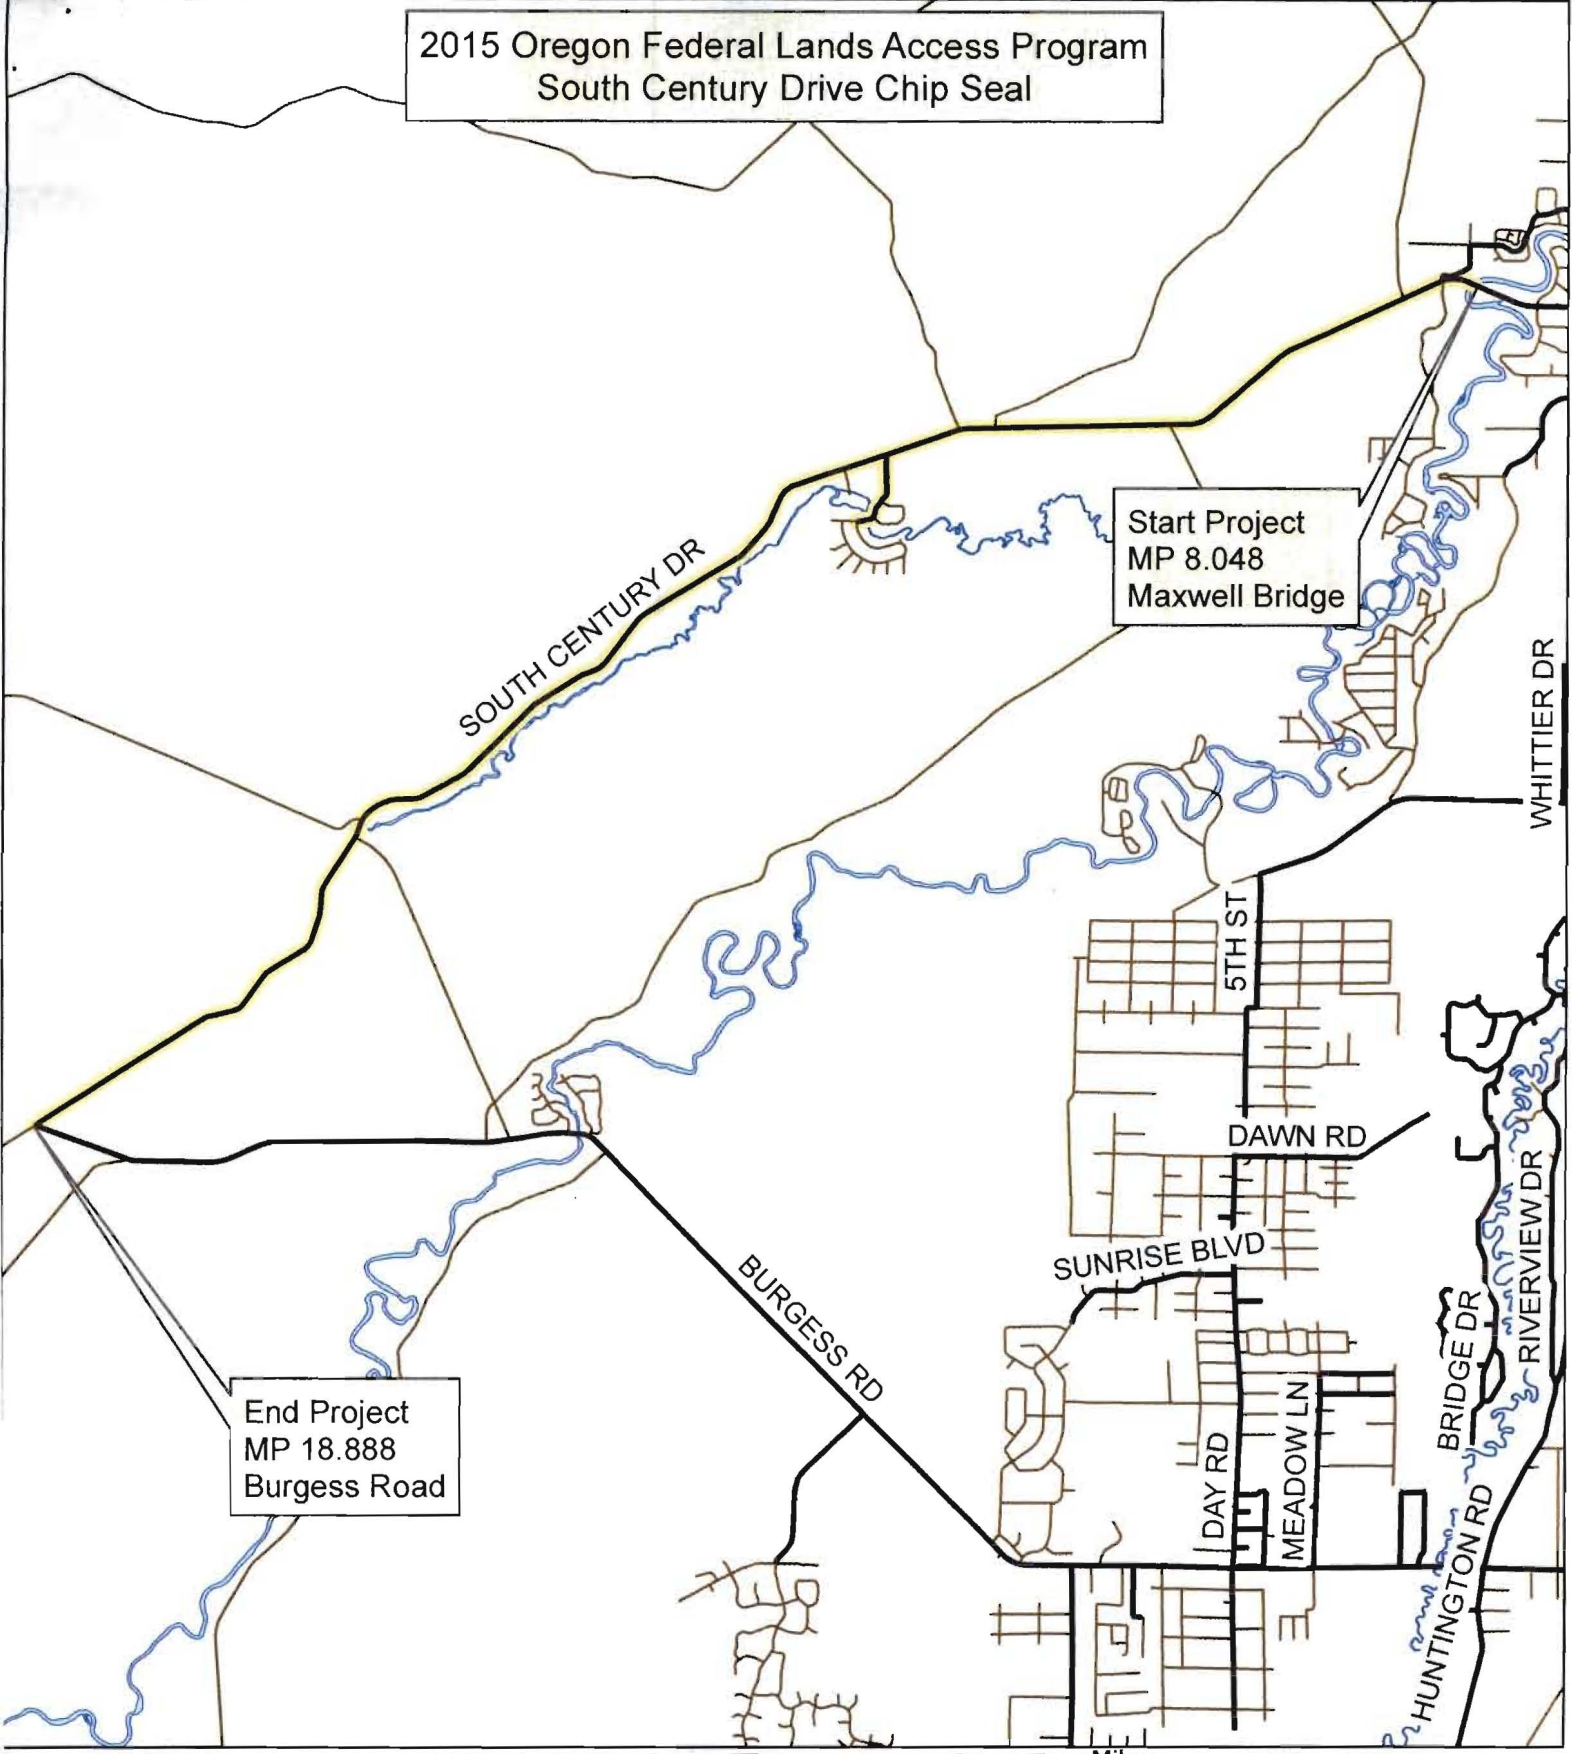 2015 Oregon Federal Lands Access Program
South Century Drive Chip Seal
Start Project
MP 8.048
Maxwell Bridge
SOUTH CENTURY DR
WHITTIER DR
5TH ST
DAWN RD
SUNRISE BLVD
RIVERVIEW DR
BURGESS RD
BRIDGE DR
End Project
MP 18.888
Burgess Road
DAY RD
MEADOW LN
HUNTINGTON RD